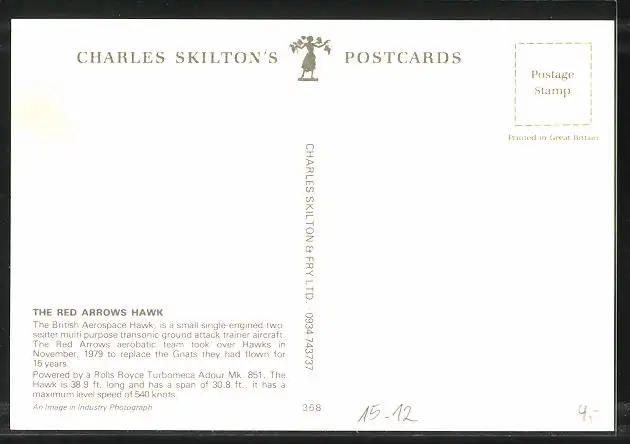 CHARLES SKILTON'S POSTCARDS
Postage
Stamp
Printed in Great Britain
CHARLES SKILTON & FRY LTD. 0934 743737
THE RED ARROWS HAWK
The British Aerospace Hawk, is a small single-engined two-
seater multi purpose transonic ground attack trainer aircraft.
The Red Arrows aerobatic team took over Hawks in
November, 1979 to replace the Gnats they had flown for
15 years.
Powered by a Rolls Royce Turbomeca Adour Mk. 851. The
Hawk is 38.9 ft. long and has a span of 30.8 ft., it has a
maximum level speed of 540 knots.
An Image in Industry Photograph
368
15-12
4,-